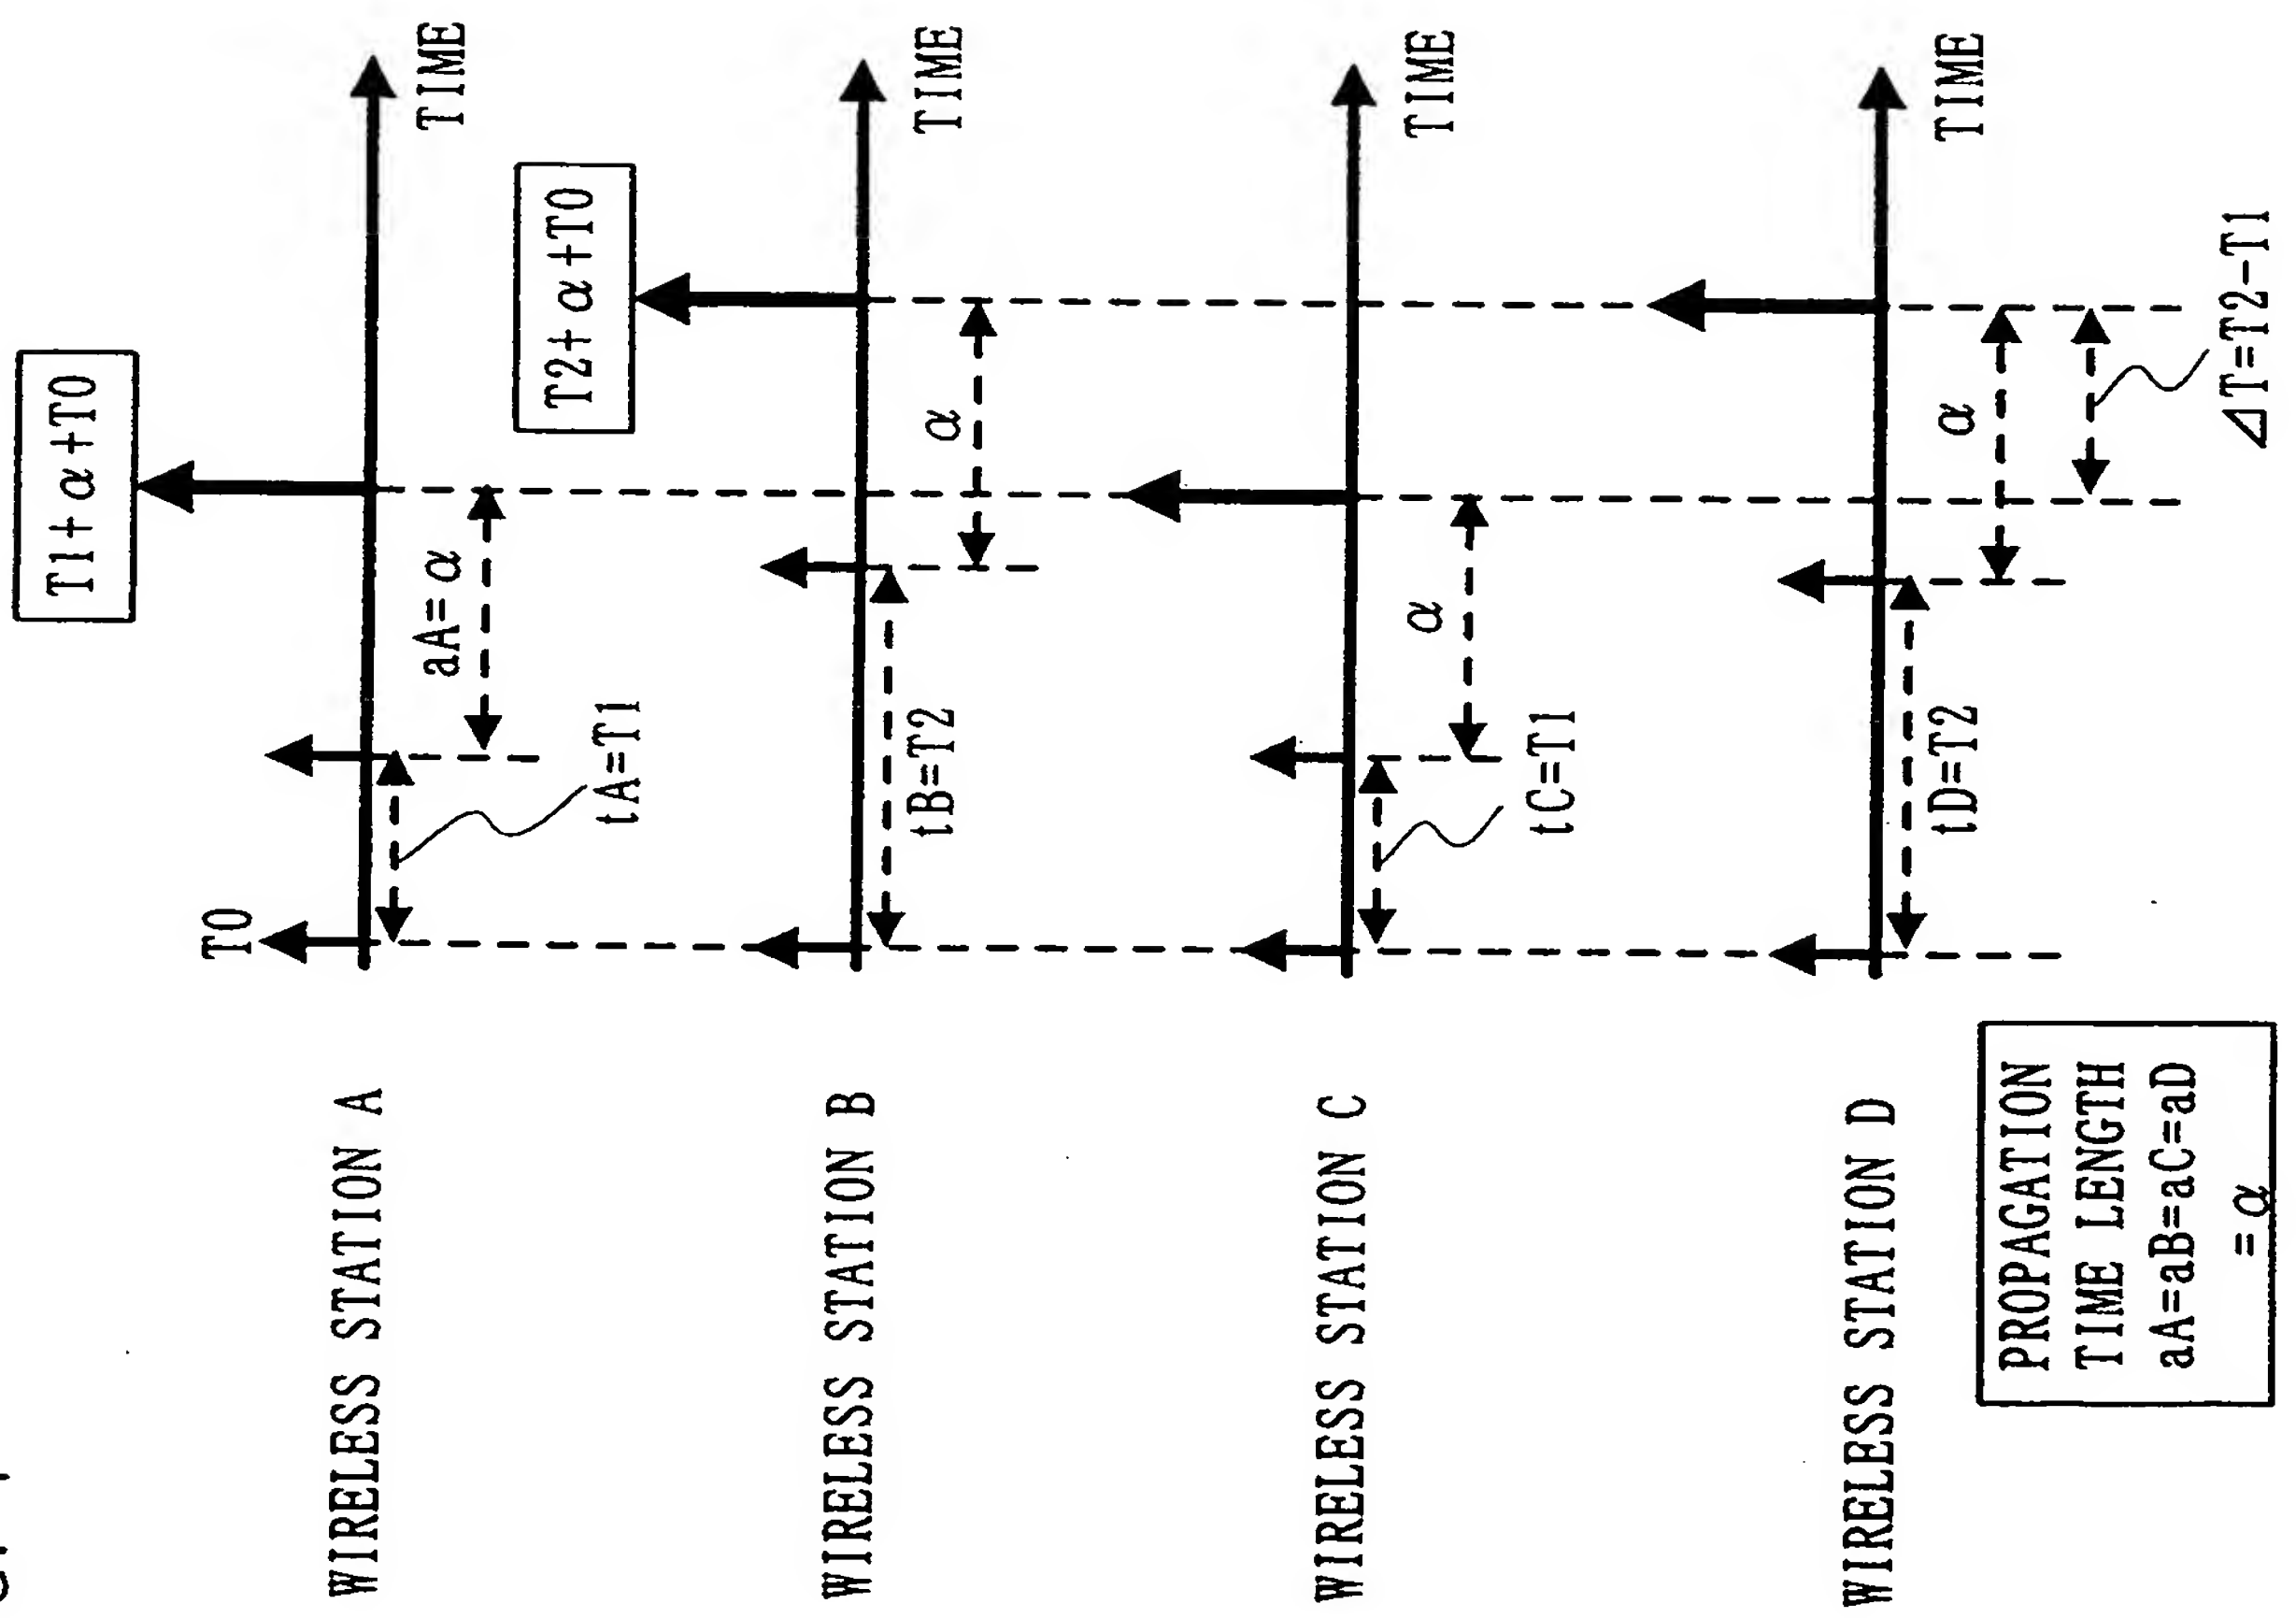 T1+α+T0
T0
TIME
aA=α
tA=T1
WIRELESS STATION A
T2+α+T0
TIME
α
tB=T2
WIRELESS STATION B
TIME
α
tC=T1
WIRELESS STATION C
TIME
α
tD=T2
WIRELESS STATION D
⊿T=T2-T1
PROPAGATION
TIME LENGTH
aA=aB=aC=aD
=α